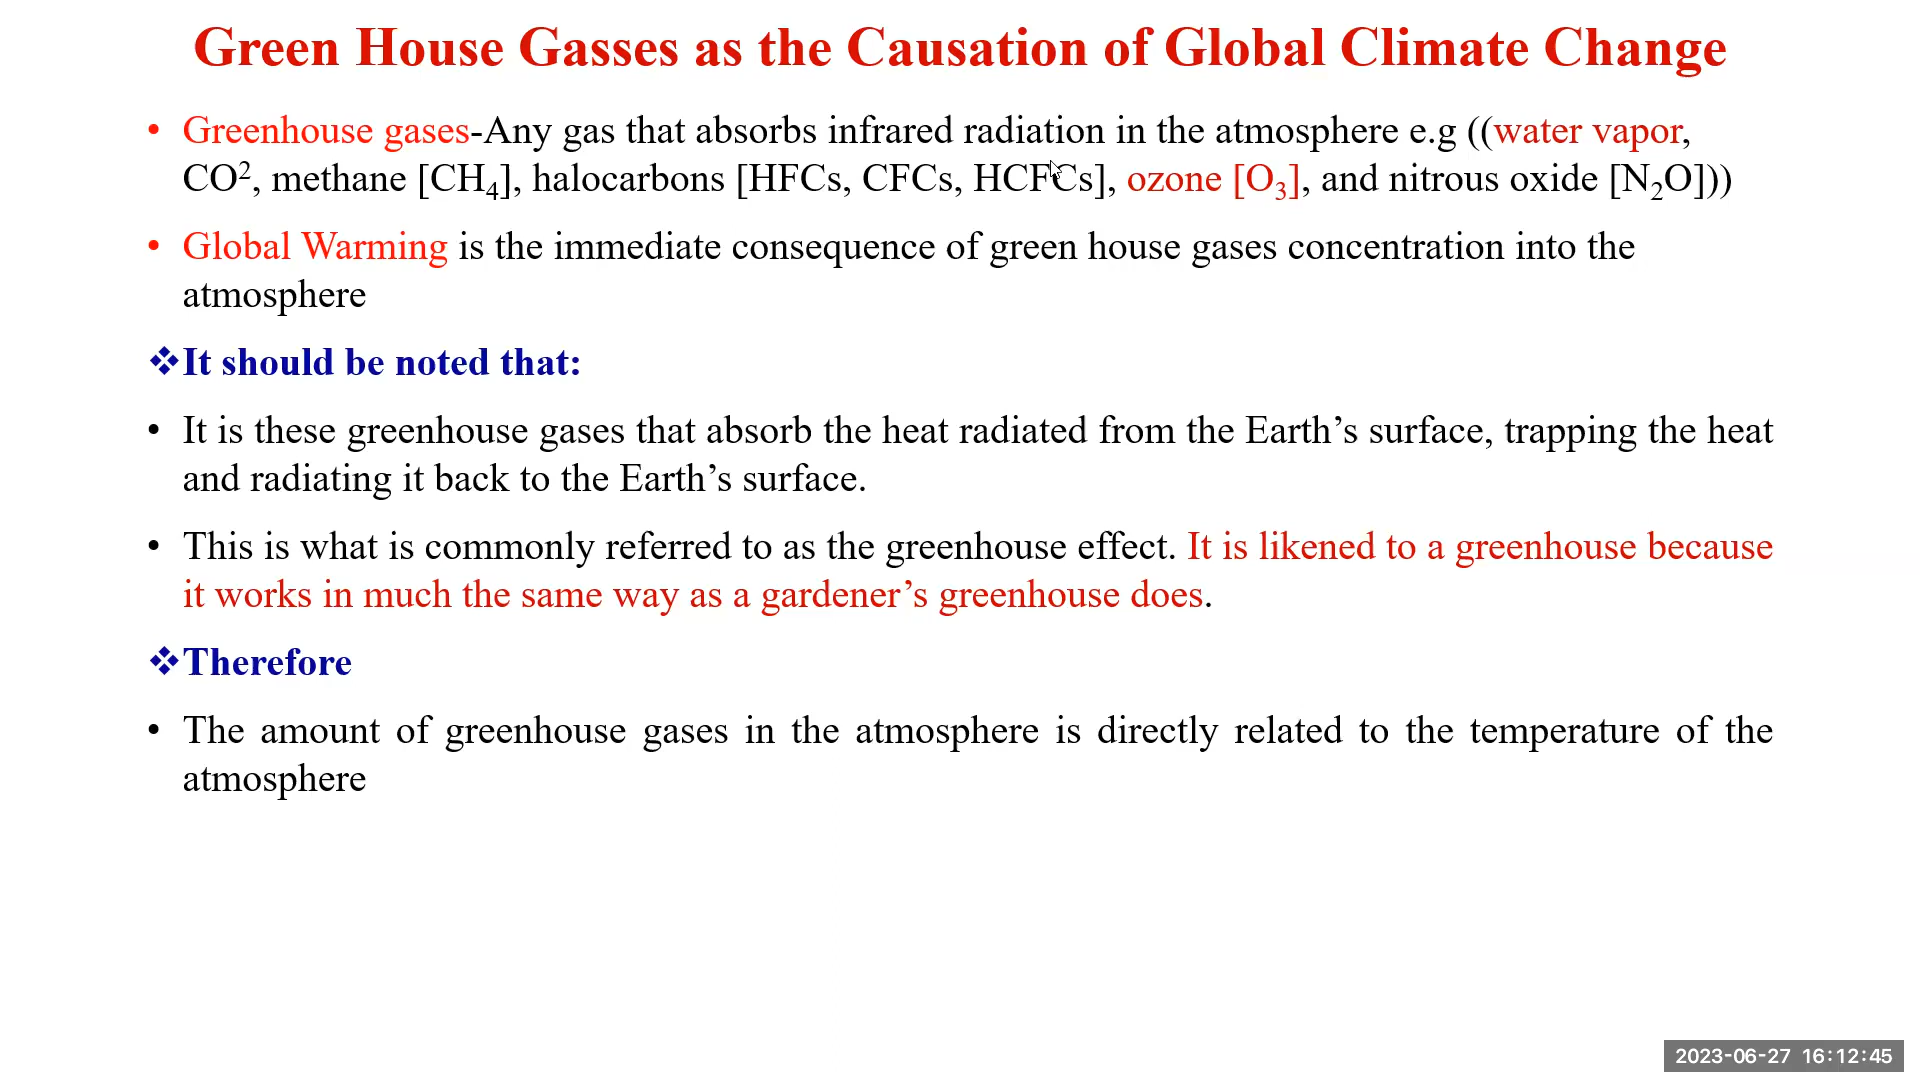 Green House Gasses as the Causation of Global Climate Change
• Greenhouse gases-Any gas that absorbs infrared radiation in the atmosphere e.g ((water vapor,
CO², methane [CH₄], halocarbons [HFCs, CFCs, HCFCs], ozone [O₃], and nitrous oxide [N₂O]))
• Global Warming is the immediate consequence of green house gases concentration into the
atmosphere
❖It should be noted that:
• It is these greenhouse gases that absorb the heat radiated from the Earth’s surface, trapping the heat
and radiating it back to the Earth’s surface.
• This is what is commonly referred to as the greenhouse effect. It is likened to a greenhouse because
it works in much the same way as a gardener’s greenhouse does.
❖Therefore
• The amount of greenhouse gases in the atmosphere is directly related to the temperature of the
atmosphere
2023-06-27 16:12:45